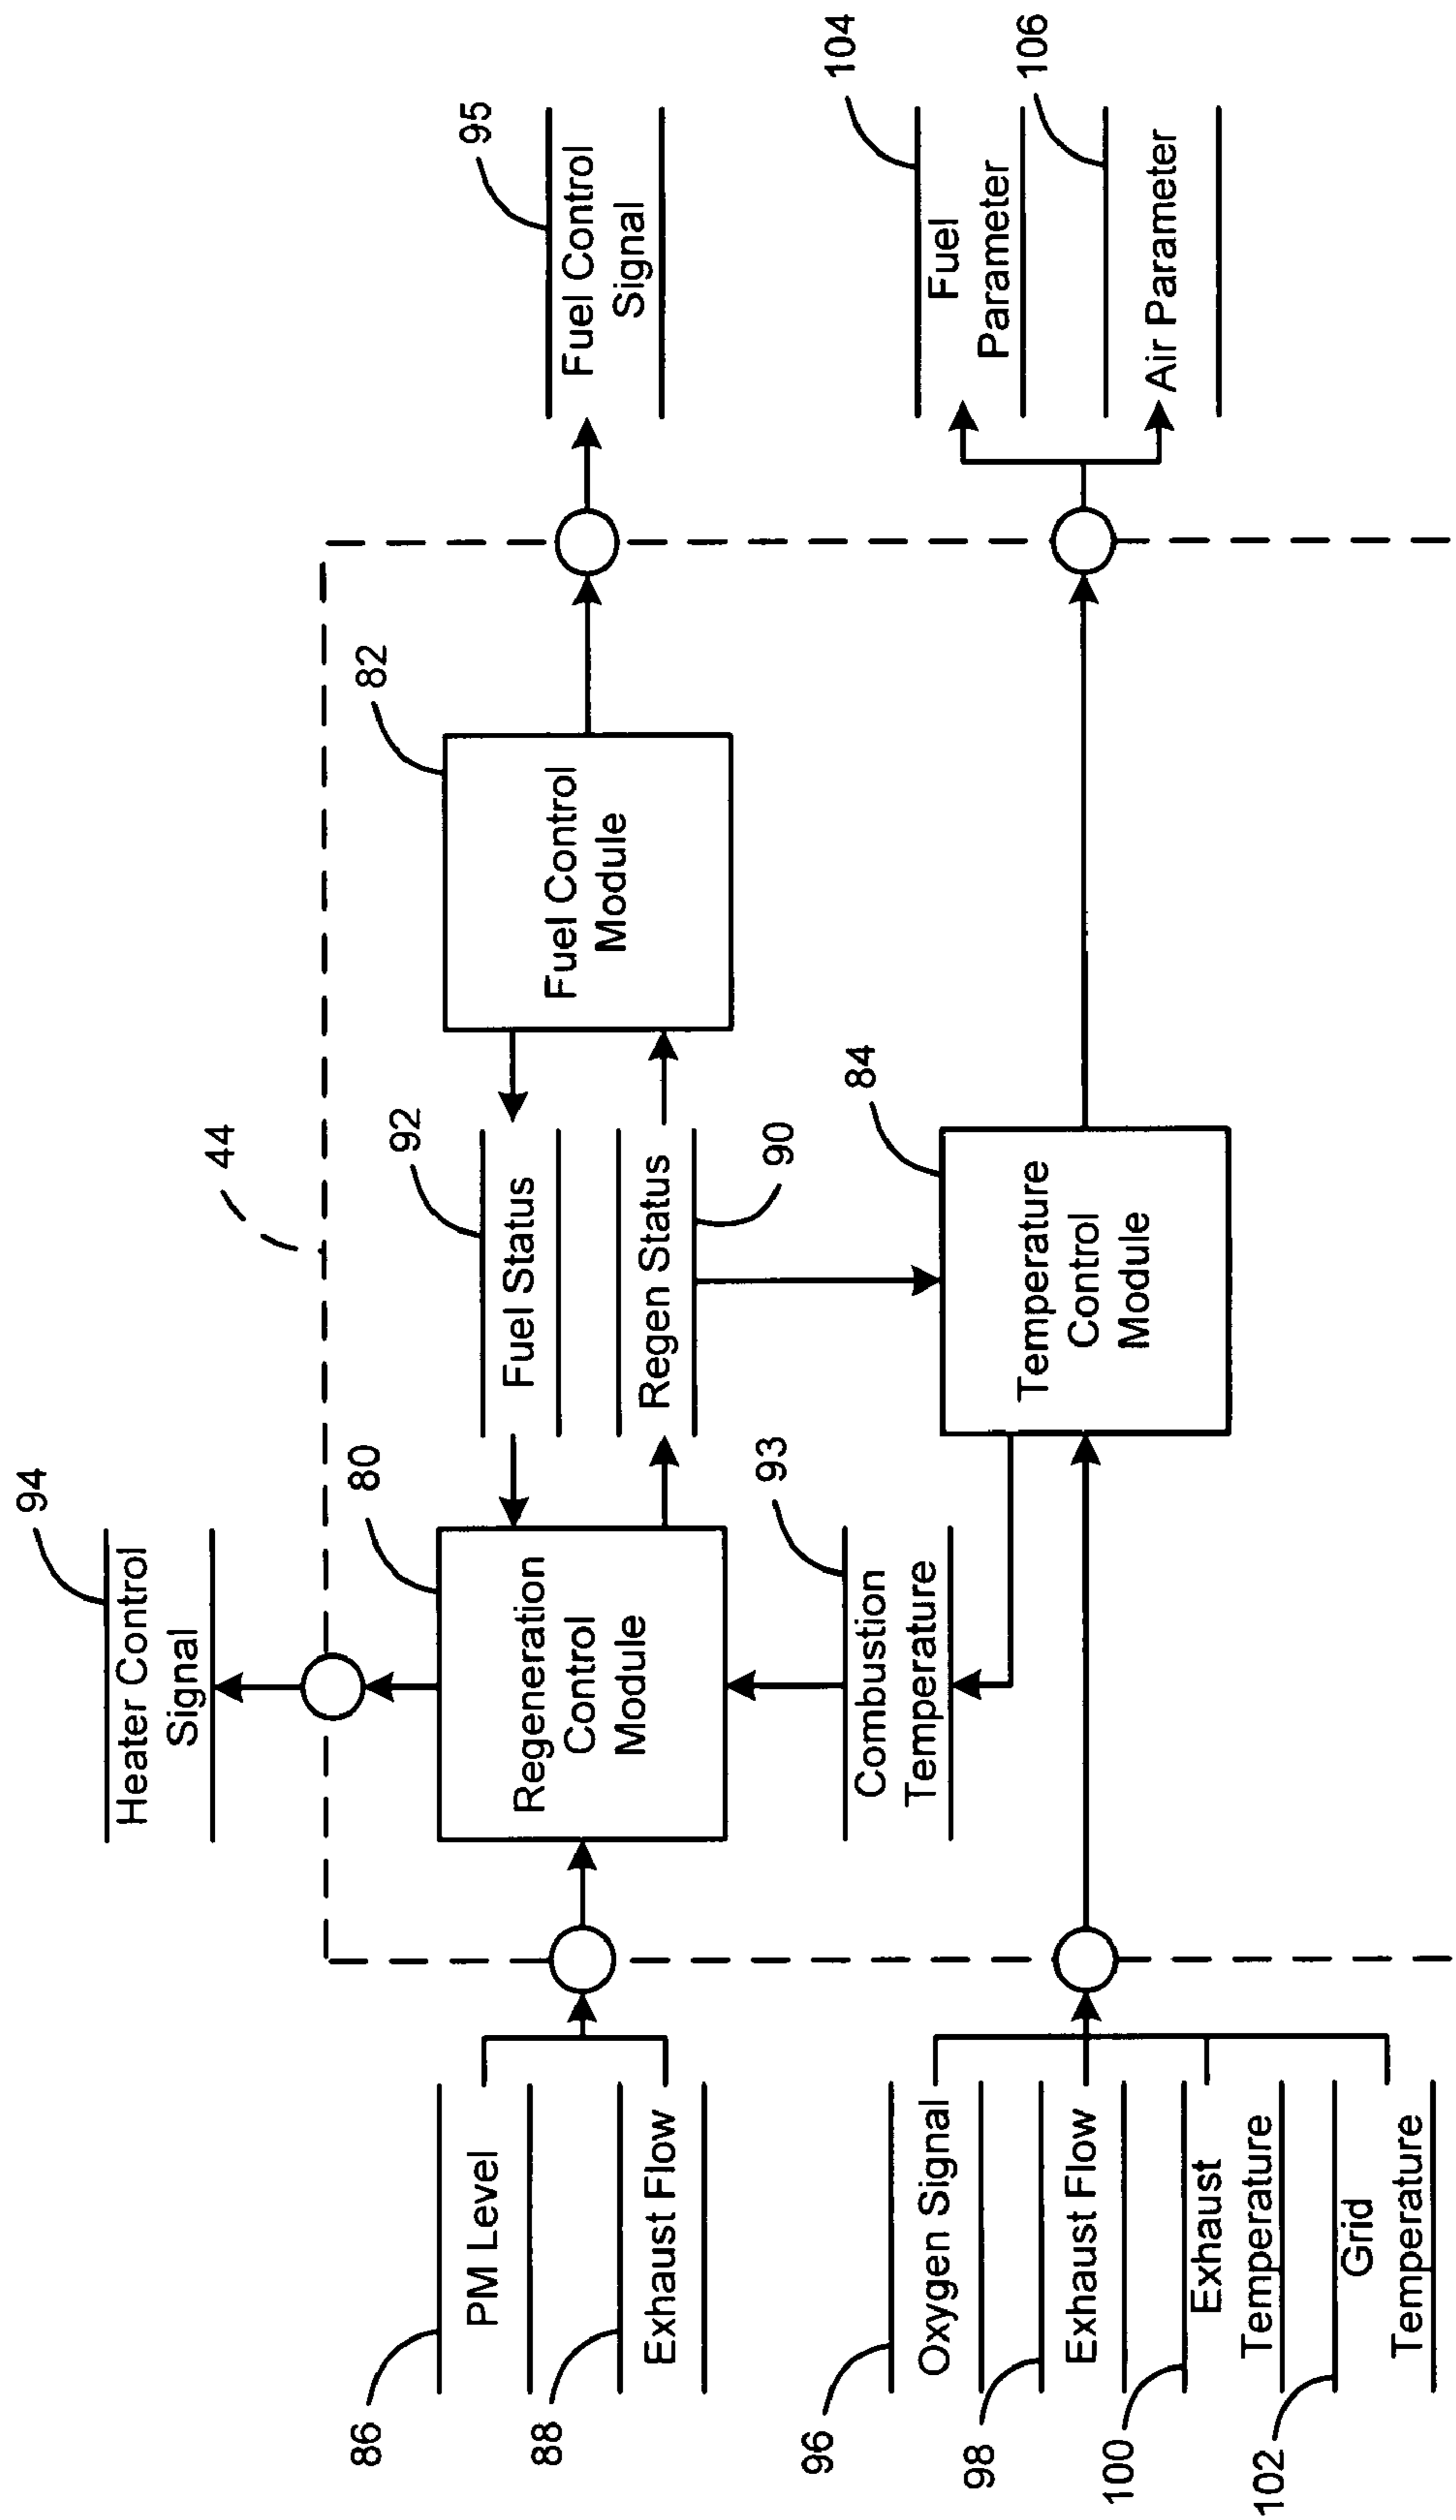 94
Heater Control
Signal
44
86
PM Level
88
Exhaust Flow
80
Regeneration
Control
Module
92
Fuel Status
Regen Status
90
82
Fuel Control
Module
95
Fuel Control
Signal
93
Combustion
Temperature
96
Oxygen Signal
98
Exhaust Flow
100
Exhaust
Temperature
102
Grid
Temperature
84
Temperature
Control
Module
104
Fuel
Parameter
106
Air Parameter